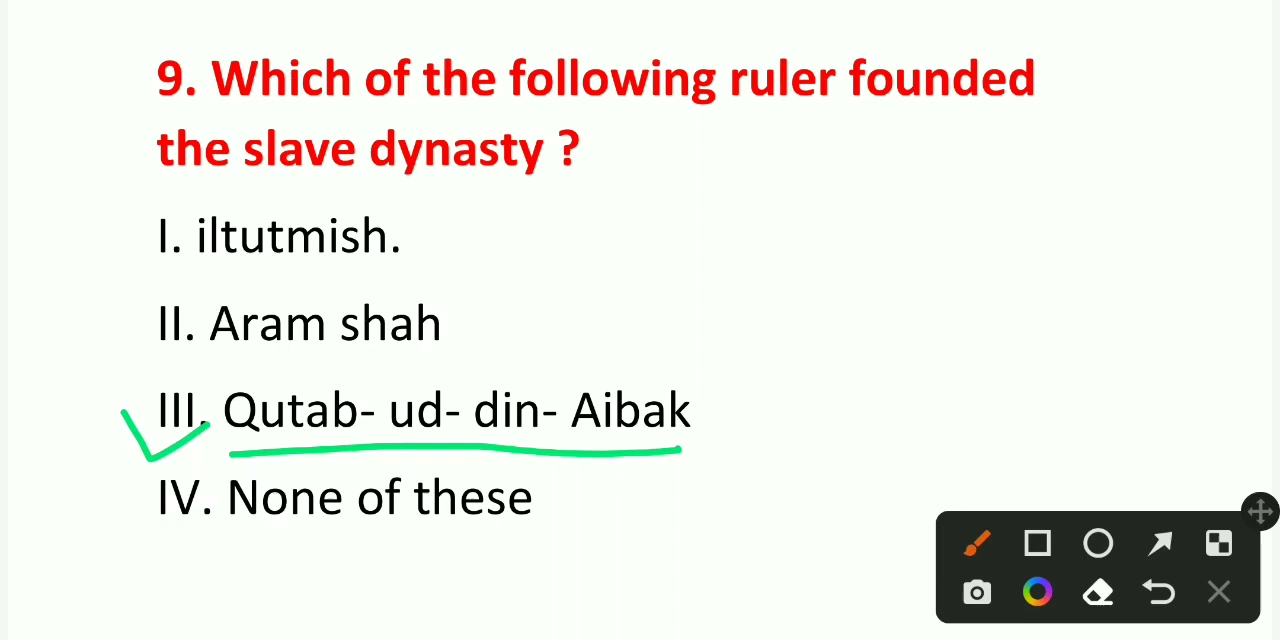 9. Which of the following ruler founded
the slave dynasty ?
I. iltutmish.
II. Aram shah
III. Qutab- ud- din- Aibak
IV. None of these